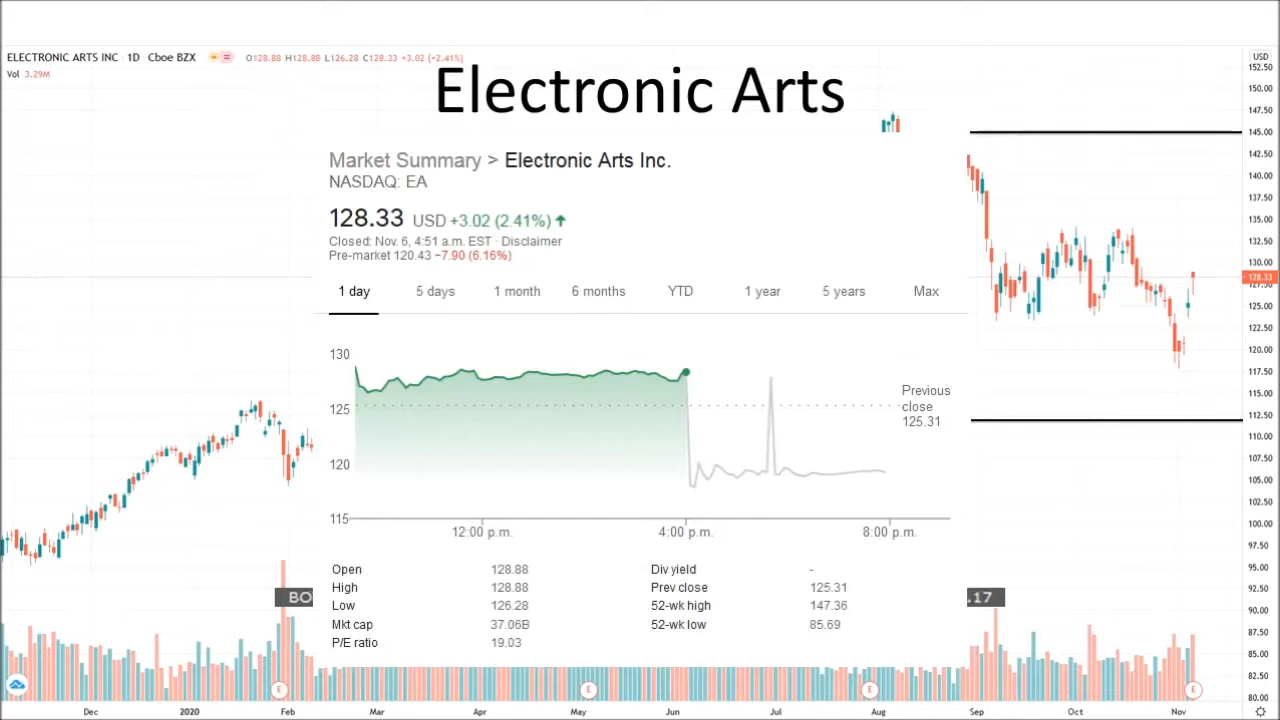 ELECTRONIC ARTS INC 1D Cboe BZX O128.88 H128.88 L126.28 C128.33 +3.02 (+2.41%)
Vol 3.29M
Electronic Arts
Market Summary > Electronic Arts Inc.
NASDAQ: EA
128.33 USD +3.02 (2.41%)
Closed: Nov. 6, 4:51 a.m. EST · Disclaimer
Pre-market 120.43 −7.90 (6.16%)
1 day 5 days 1 month 6 months YTD 1 year 5 years Max
130
125
120
115
Previous
close
125.31
12:00 p.m. 4:00 p.m. 8:00 p.m.
Open 128.88 Div yield -
High 128.88 Prev close 125.31
Low 126.28 52-wk high 147.36
Mkt cap 37.06B 52-wk low 85.69
P/E ratio 19.03
BO
.17
E E E E
Dec 2020 Feb Mar Apr May Jun Jul Aug Sep Oct Nov
USD
152.50
150.00
147.50
145.00
142.50
140.00
137.50
135.00
132.50
130.00
128.33
125.00
122.50
120.00
117.50
115.00
112.50
110.00
107.50
105.00
102.50
100.00
97.50
95.00
92.50
90.00
87.50
85.00
82.50
80.00